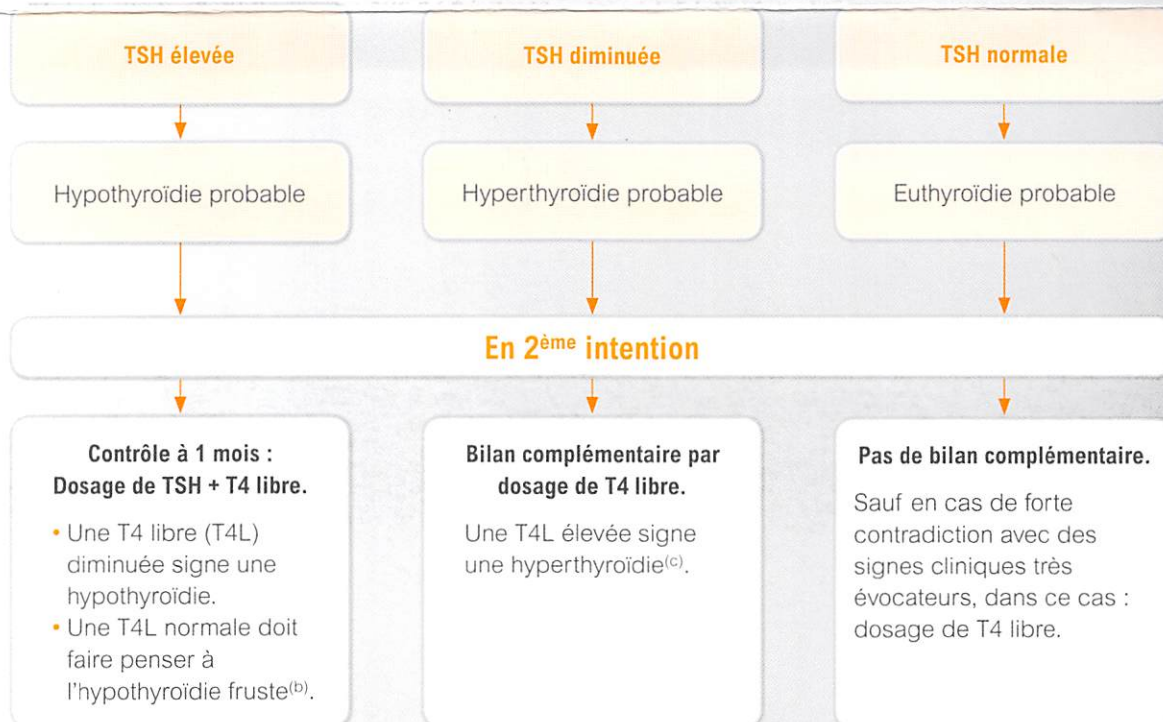 TSH élevée
TSH diminuée
TSH normale
Hypothyroïdie probable
Hyperthyroïdie probable
Euthyroïdie probable
En 2ème intention
Contrôle à 1 mois :
Dosage de TSH + T4 libre.
• Une T4 libre (T4L)
diminuée signe une
hypothyroïdie.
• Une T4L normale doit
faire penser à
l'hypothyroïdie fruste(b).
Bilan complémentaire par
dosage de T4 libre.
Une T4L élevée signe
une hyperthyroïdie(c).
Pas de bilan complémentaire.
Sauf en cas de forte
contradiction avec des
signes cliniques très
évocateurs, dans ce cas :
dosage de T4 libre.